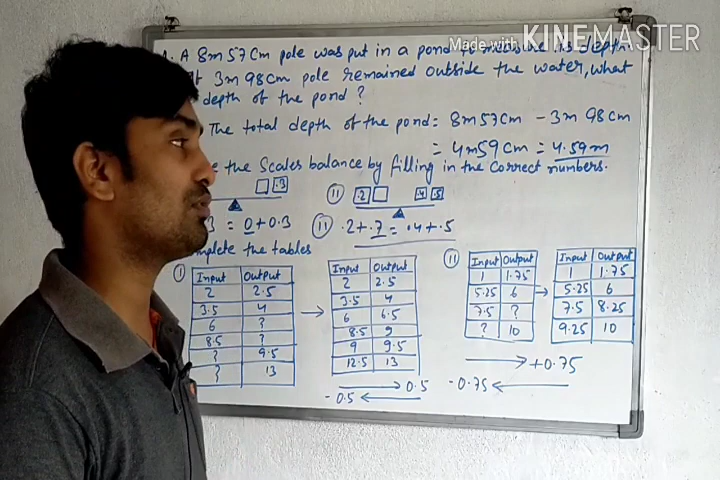 Made with KINEMASTER
1. A 8m 57cm pole was put in a pond to measure its depth.
3m 98cm pole remained outside the water, what
depth of the pond ?
The total depth of the pond = 8m 57cm - 3m 98cm
= 4m 59cm = 4.59m
the Scales balance by filling in the correct numbers.
.3
(ii) .2 .4 .5
3 = 0 + 0.3 (ii) .2 + .7 = .4 + .5
the tables
(i)
Input Output
2 2.5
3.5 4
6 ?
8.5 ?
? 9.5
? 13
Input Output
2 2.5
3.5 4
6 6.5
8.5 9
9 9.5
12.5 13
0.5
- 0.5
(ii)
Input Output
1 1.75
5.25 6
7.5 ?
? 10
Input Output
1 1.75
5.25 6
7.5 8.25
9.25 10
+0.75
- 0.75